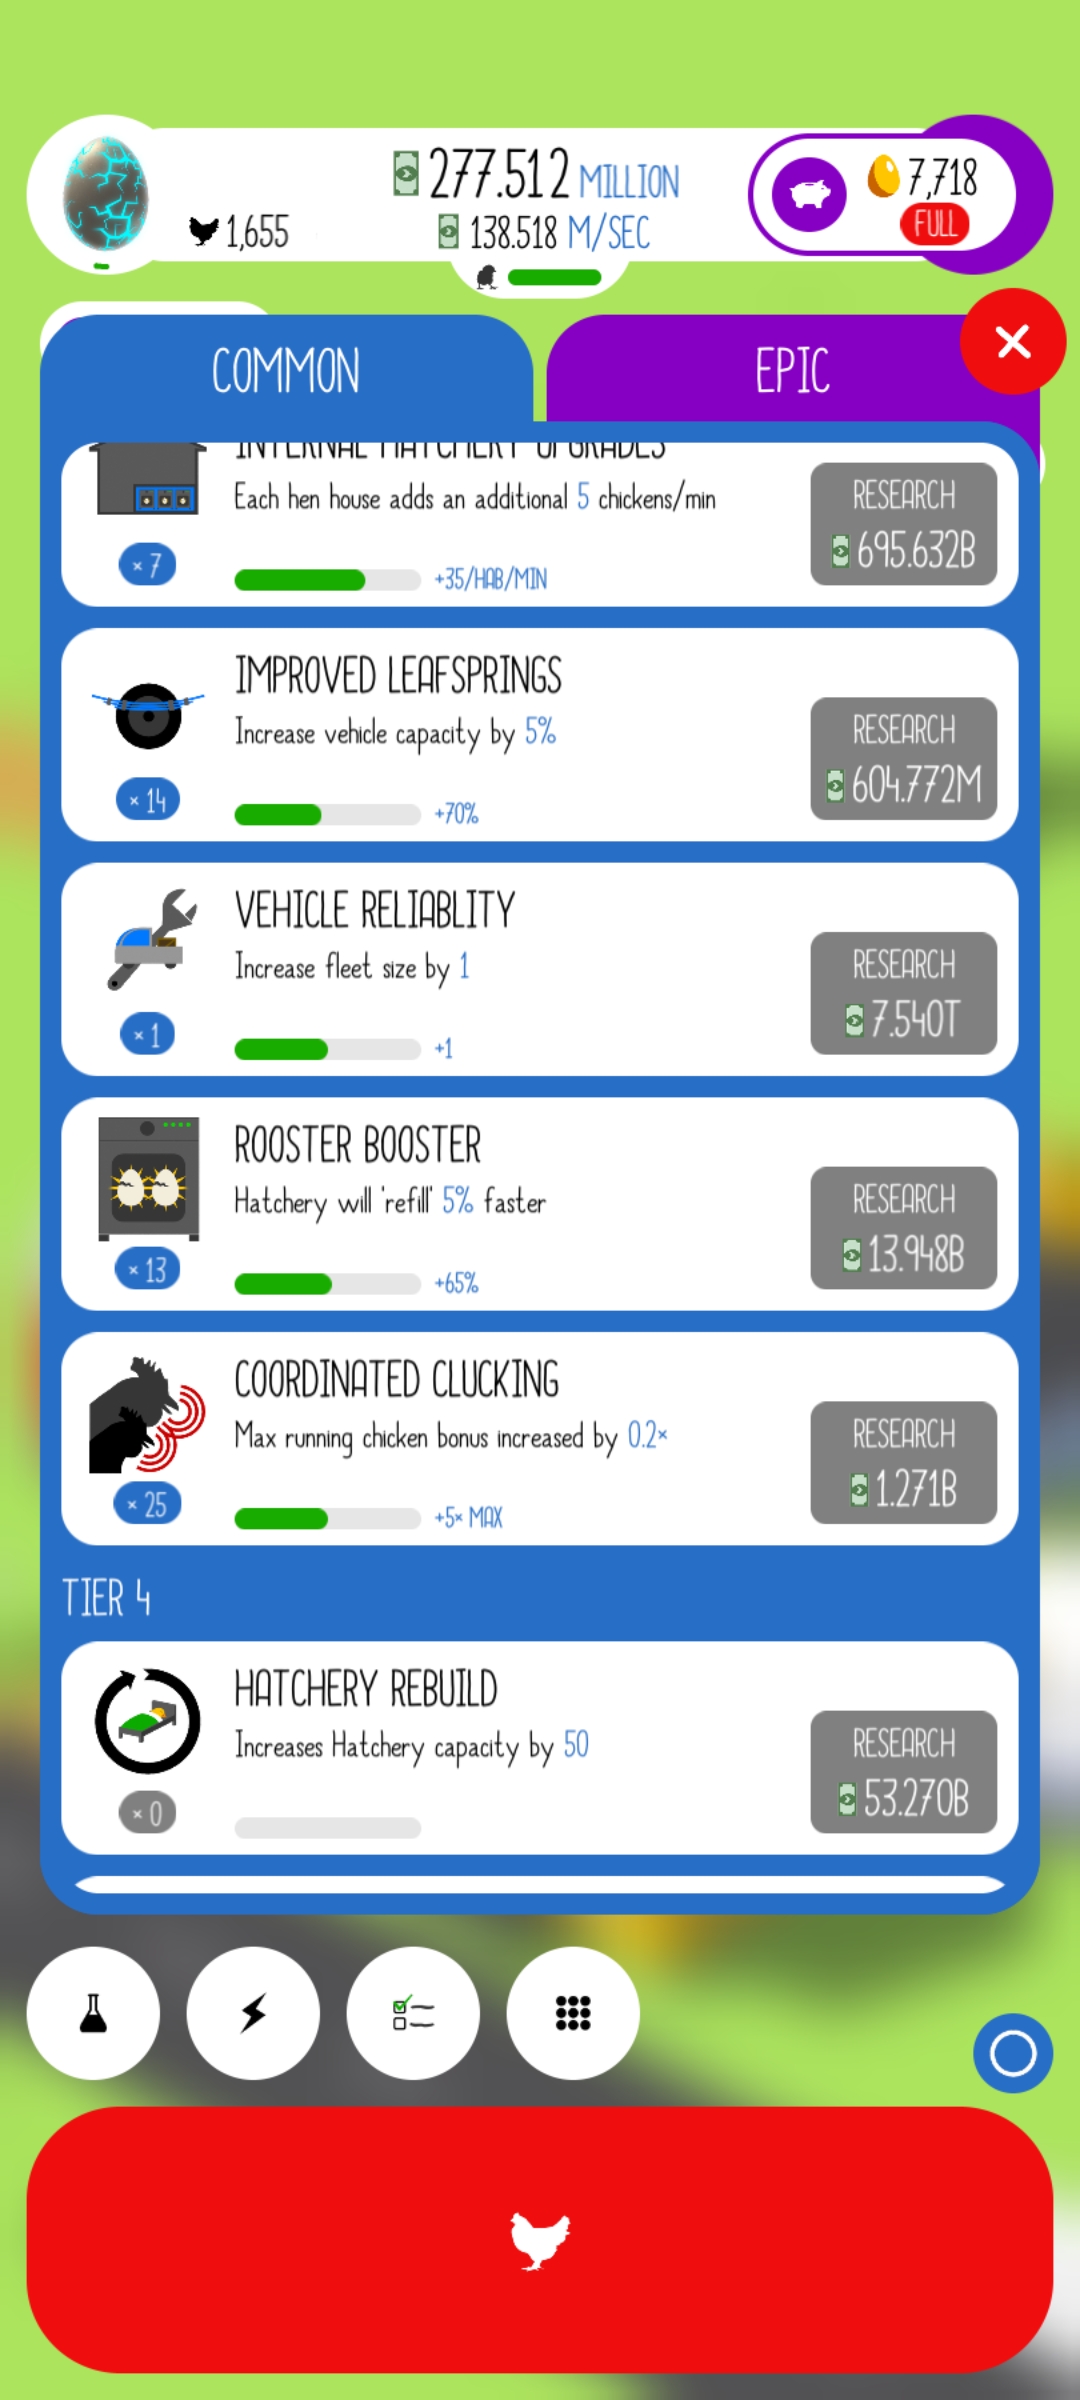 277.512 MILLION
1,655
138.518 M/SEC
7,718
FULL
COMMON
EPIC
INTERNAL HATCHERY UPGRADES
Each hen house adds an additional 5 chickens/min
× 7
+35/HAB/MIN
RESEARCH
695.632B
IMPROVED LEAFSPRINGS
Increase vehicle capacity by 5%
× 14
+70%
RESEARCH
604.772M
VEHICLE RELIABLITY
Increase fleet size by 1
× 1
+1
RESEARCH
7.540T
ROOSTER BOOSTER
Hatchery will 'refill' 5% faster
× 13
+65%
RESEARCH
13.948B
COORDINATED CLUCKING
Max running chicken bonus increased by 0.2×
× 25
+5× MAX
RESEARCH
1.271B
TIER 4
HATCHERY REBUILD
Increases Hatchery capacity by 50
× 0
RESEARCH
53.270B